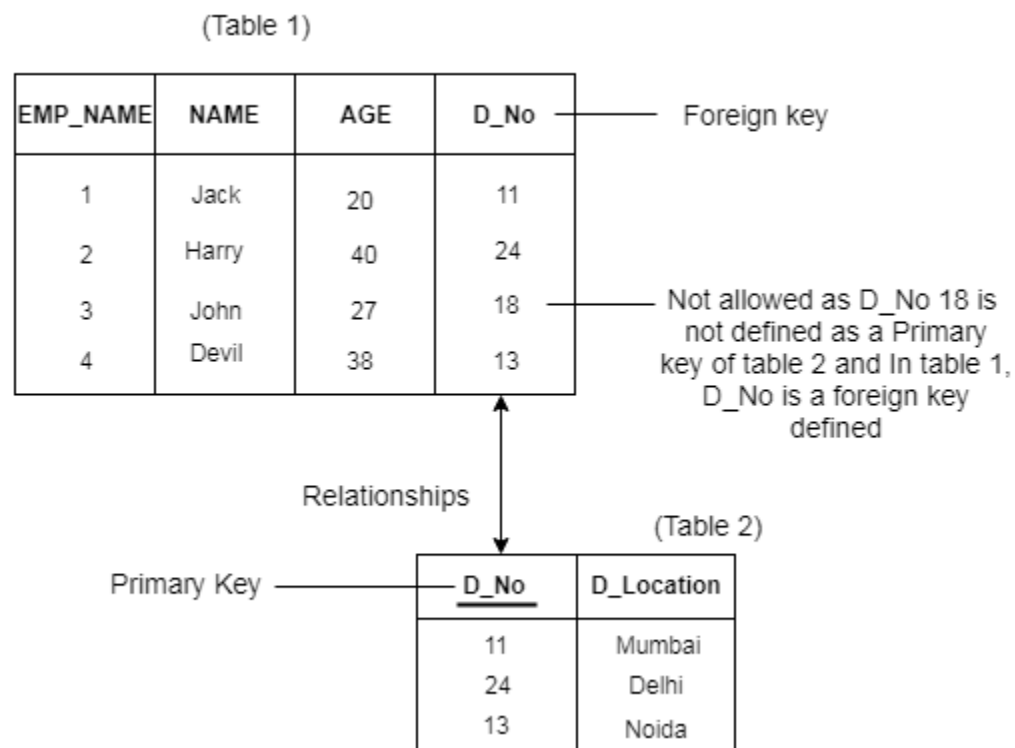 (Table 1)
EMP_NAME NAME AGE D_No Foreign key
1 Jack 20 11
2 Harry 40 24
3 John 27 18
4 Devil 38 13
Not allowed as D_No 18 is
not defined as a Primary
key of table 2 and In table 1,
D_No is a foreign key
defined
Relationships
(Table 2)
Primary Key D_No D_Location
11 Mumbai
24 Delhi
13 Noida